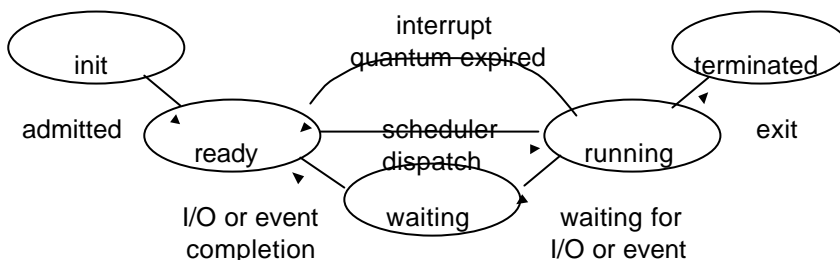 interrupt
quantum expired
init
terminated
admitted
scheduler
dispatch
exit
ready
running
waiting
I/O or event
completion
waiting for
I/O or event